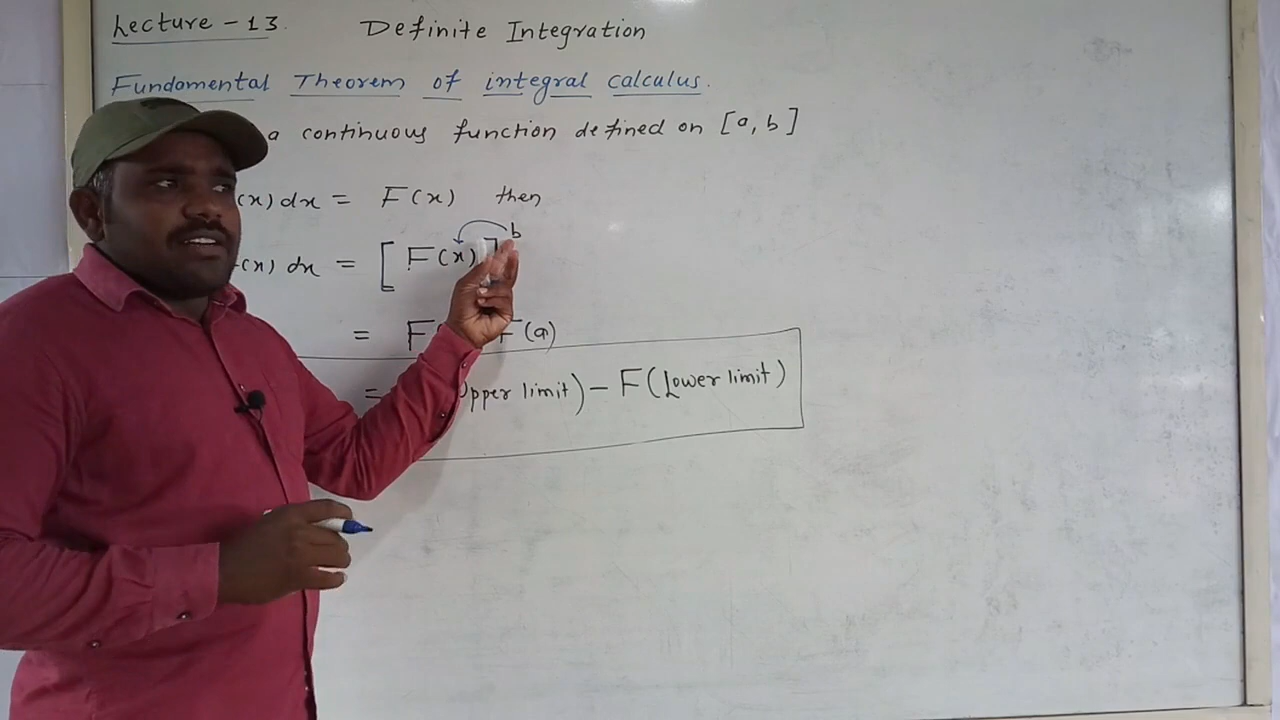 Lecture - 13. Definite Integration
Fundamental Theorem of integral calculus.
a continuous function defined on [a, b]
(x) dx = F(x) then
(x) dx = [F(x)] b
= F F(a)
= pper limit) - F(Lower limit)